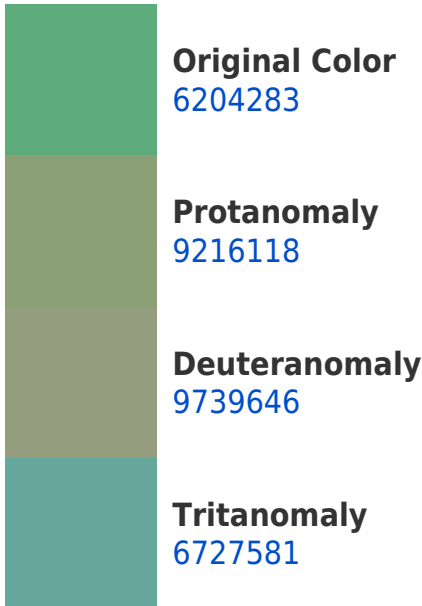 Original Color
6204283
Protanomaly
9216118
Deuteranomaly
9739646
Tritanomaly
6727581